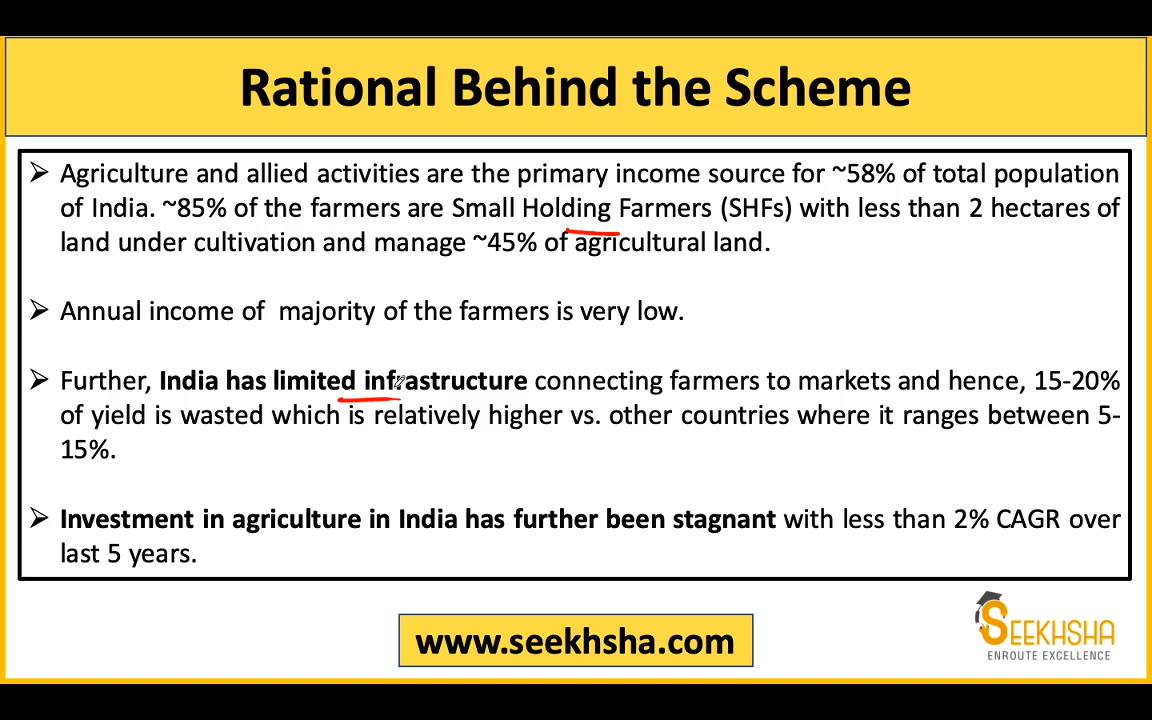 Rational Behind the Scheme
➢ Agriculture and allied activities are the primary income source for ~58% of total population
of India. ~85% of the farmers are Small Holding Farmers (SHFs) with less than 2 hectares of
land under cultivation and manage ~45% of agricultural land.
➢ Annual income of  majority of the farmers is very low.
➢ Further, India has limited infrastructure connecting farmers to markets and hence, 15-20%
of yield is wasted which is relatively higher vs. other countries where it ranges between 5-
15%.
➢ Investment in agriculture in India has further been stagnant with less than 2% CAGR over
last 5 years.
www.seekhsha.com
SEEKHSHA
ENROUTE EXCELLENCE